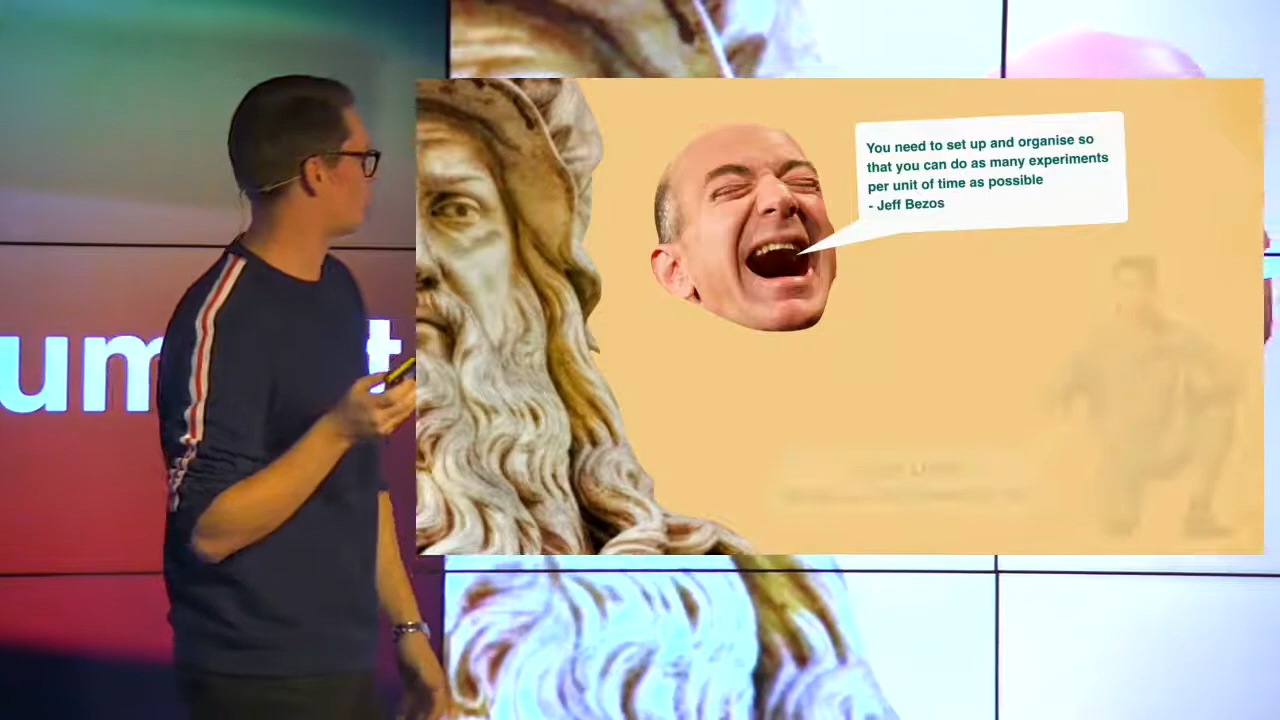 You need to set up and organise so
that you can do as many experiments
per unit of time as possible
- Jeff Bezos
um
t